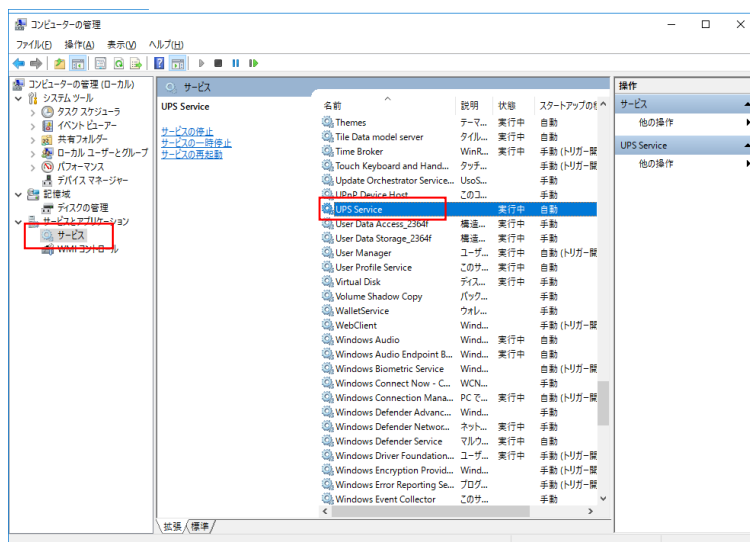 コンピューターの管理
ファイル(F) 操作(A) 表示(V) ヘルプ(H)
コンピューターの管理 (ローカル)
システム ツール
タスク スケジューラ
イベント ビューアー
共有フォルダー
ローカル ユーザーとグループ
パフォーマンス
デバイス マネージャー
記憶域
ディスクの管理
サービスとアプリケーション
サービス
WMI コントロール
サービス
UPS Service
サービスの停止
サービスの一時停止
サービスの再起動
名前 説明 状態 スタートアップの種
Themes テーマ... 実行中 自動
Tile Data model server タイル... 実行中 自動
Time Broker WinR... 実行中 手動 (トリガー開
Touch Keyboard and Hand... タッチ... 手動 (トリガー開
Update Orchestrator Service... UsoS... 手動
UPnP Device Host このコ... 手動
UPS Service 実行中 自動
User Data Access_2364f 構造... 実行中 手動
User Data Storage_2364f 構造... 実行中 手動
User Manager ユーザ... 実行中 自動 (トリガー開
User Profile Service このサ... 実行中 自動
Virtual Disk ディス... 実行中 手動
Volume Shadow Copy バック... 手動
WalletService ウォレ... 手動
WebClient Wind... 手動 (トリガー開
Windows Audio Wind... 実行中 自動
Windows Audio Endpoint B... Wind... 実行中 自動
Windows Biometric Service Wind... 自動 (トリガー開
Windows Connect Now - C... WCN... 手動
Windows Connection Mana... PC で... 実行中 自動 (トリガー開
Windows Defender Advanc... Wind... 手動
Windows Defender Networ... ネット... 実行中 手動
Windows Defender Service マルウ... 実行中 自動
Windows Driver Foundation... ユーザ... 実行中 手動 (トリガー開
Windows Encryption Provid... Wind... 手動 (トリガー開
Windows Error Reporting Se... プログ... 手動 (トリガー開
Windows Event Collector このサ... 手動
拡張 標準
操作
サービス
他の操作
UPS Service
他の操作